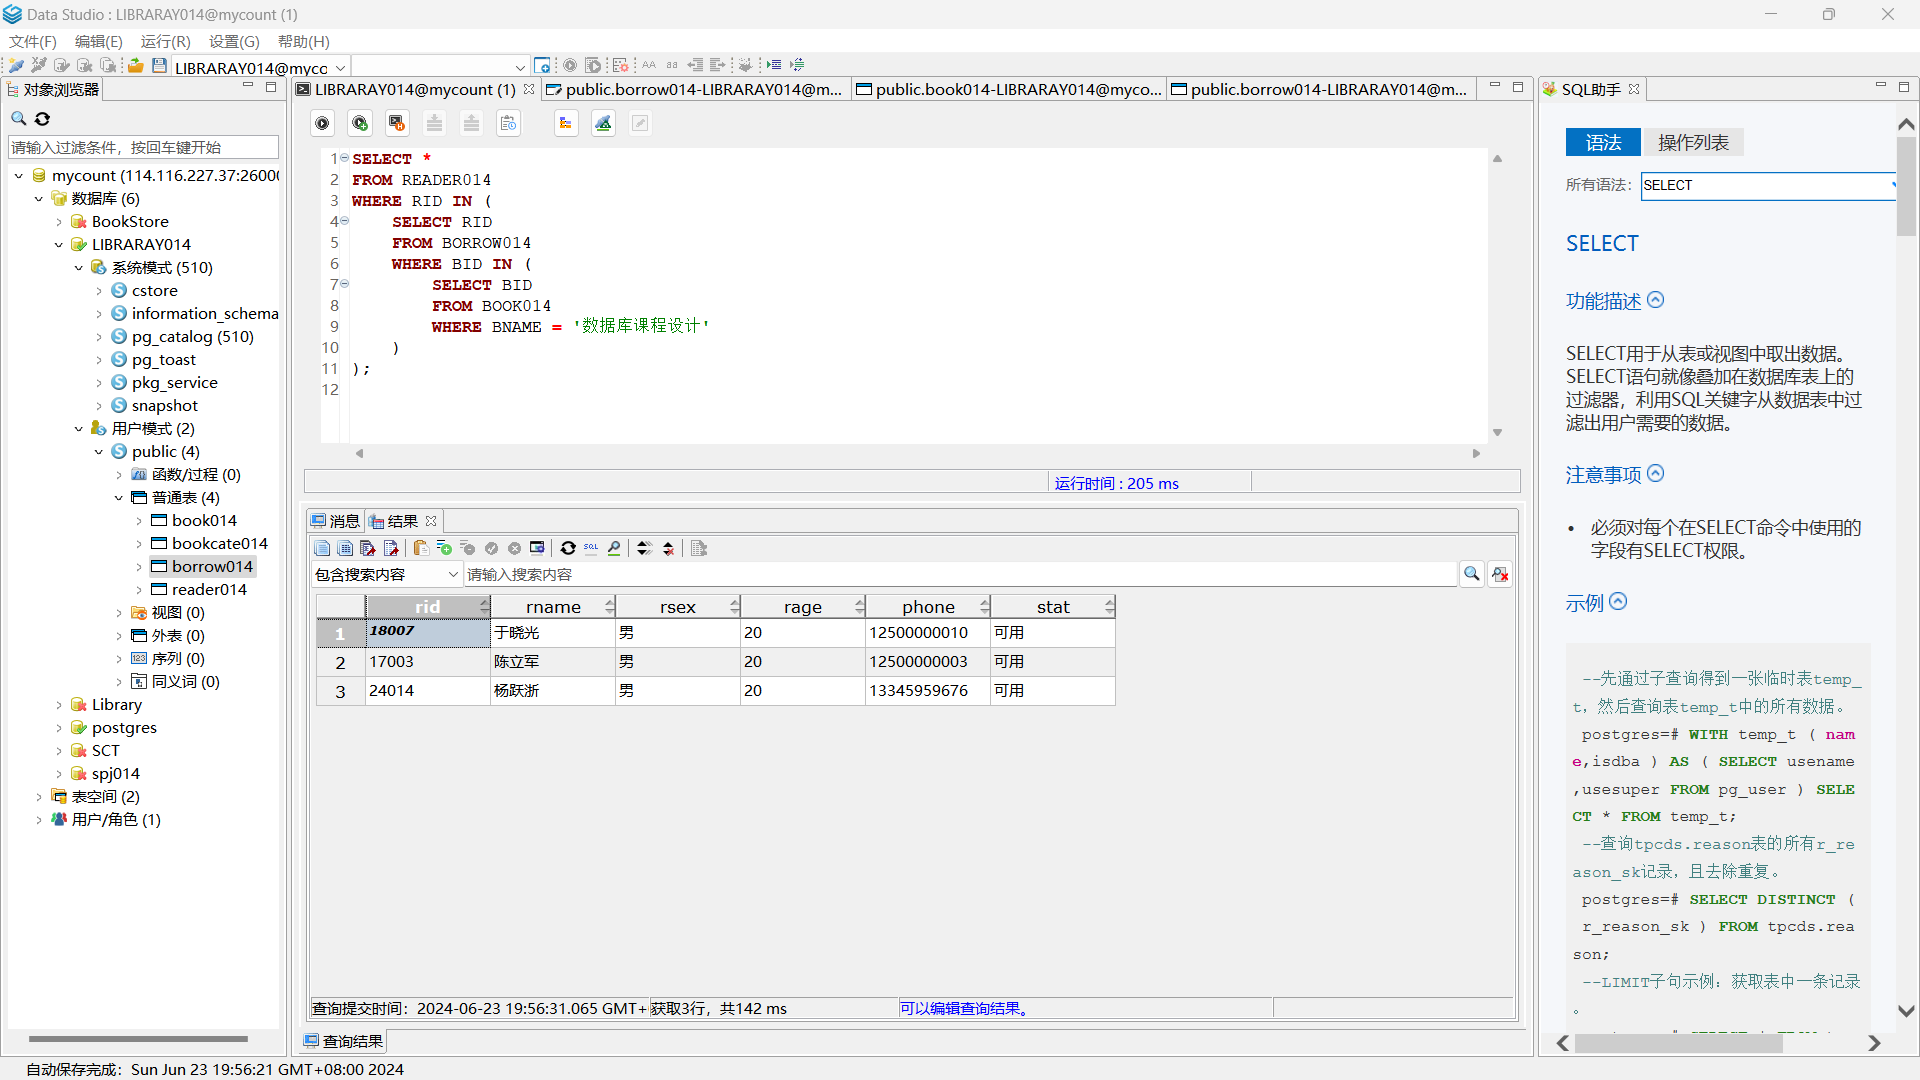 Data Studio : LIBRARAY014@mycount (1)
文件(F) 编辑(E) 运行(R) 设置(G) 帮助(H)
LIBRARAY014@myco
对象浏览器
请输入过滤条件，按回车键开始
mycount (114.116.227.37:2600
数据库 (6)
BookStore
LIBRARAY014
系统模式 (510)
cstore
information_schema
pg_catalog (510)
pg_toast
pkg_service
snapshot
用户模式 (2)
public (4)
函数/过程 (0)
普通表 (4)
book014
bookcate014
borrow014
reader014
视图 (0)
外表 (0)
序列 (0)
同义词 (0)
Library
postgres
SCT
spj014
表空间 (2)
用户/角色 (1)
LIBRARAY014@mycount (1) public.borrow014-LIBRARAY014@m... public.book014-LIBRARAY014@myco... public.borrow014-LIBRARAY014@m...
1 SELECT *
2 FROM READER014
3 WHERE RID IN (
4 SELECT RID
5 FROM BORROW014
6 WHERE BID IN (
7 SELECT BID
8 FROM BOOK014
9 WHERE BNAME = '数据库课程设计'
10 )
11 );
12
运行时间 : 205 ms
消息 结果
包含搜索内容 请输入搜索内容
rid rname rsex rage phone stat
1 18007 于晓光 男 20 12500000010 可用
2 17003 陈立军 男 20 12500000003 可用
3 24014 杨跃浙 男 20 13345959676 可用
查询提交时间：2024-06-23 19:56:31.065 GMT+ 获取3行，共142 ms 可以编辑查询结果。
查询结果
SQL助手
语法 操作列表
所有语法: SELECT
SELECT
功能描述
SELECT用于从表或视图中取出数据。
SELECT语句就像叠加在数据库表上的
过滤器，利用SQL关键字从数据表中过
滤出用户需要的数据。
注意事项
• 必须对每个在SELECT命令中使用的
字段有SELECT权限。
示例
--先通过子查询得到一张临时表temp_
t，然后查询表temp_t中的所有数据。
postgres=# WITH temp_t ( nam
e,isdba ) AS ( SELECT usename
,usesuper FROM pg_user ) SELE
CT * FROM temp_t;
--查询tpcds.reason表的所有r_re
ason_sk记录，且去除重复。
postgres=# SELECT DISTINCT (
r_reason_sk ) FROM tpcds.rea
son;
--LIMIT子句示例：获取表中一条记录
。
自动保存完成：Sun Jun 23 19:56:21 GMT+08:00 2024